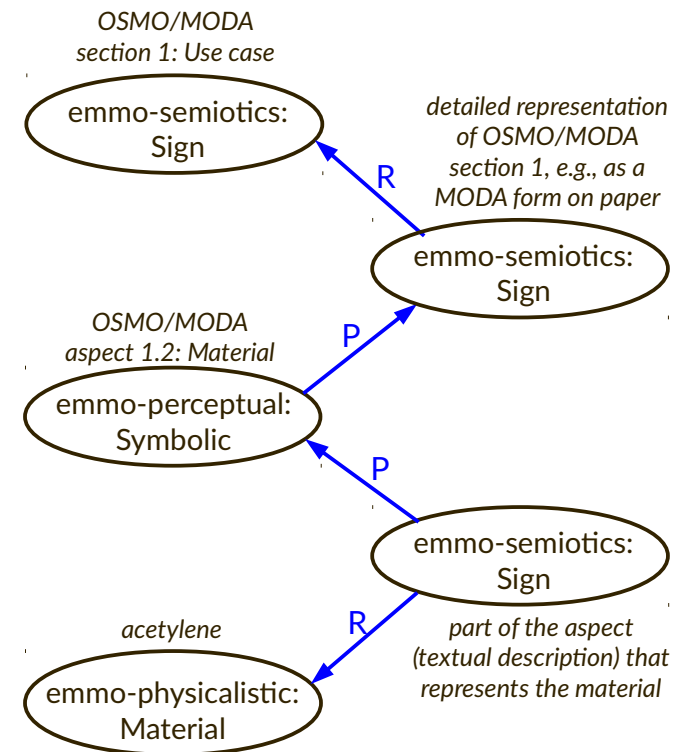 OSMO/MODA
section 1: Use case
emmo-semiotics:
Sign
detailed representation
of OSMO/MODA
section 1, e.g., as a
MODA form on paper
R
emmo-semiotics:
Sign
P
OSMO/MODA
aspect 1.2: Material
emmo-perceptual:
Symbolic
P
emmo-semiotics:
Sign
R
part of the aspect
(textual description) that
represents the material
acetylene
emmo-physicalistic:
Material